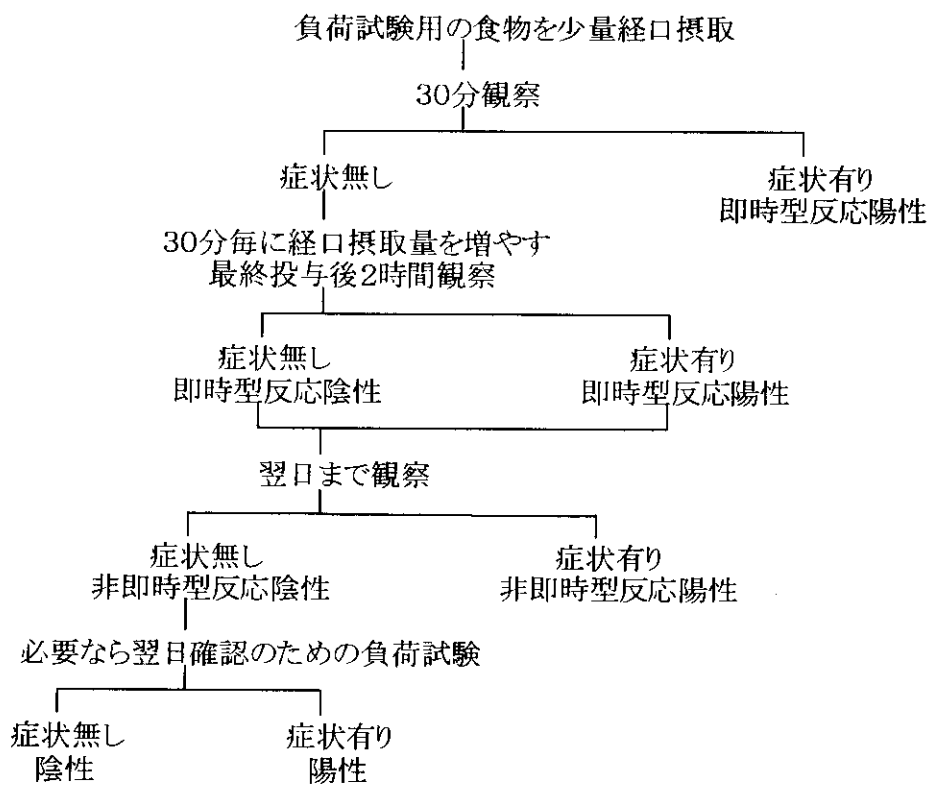 負荷試験用の食物を少量経口摂取
30分観察
症状無し
症状有り
即時型反応陽性
30分毎に経口摂取量を増やす
最終投与後2時間観察
症状無し
即時型反応陰性
症状有り
即時型反応陽性
翌日まで観察
症状無し
非即時型反応陰性
症状有り
非即時型反応陽性
必要なら翌日確認のための負荷試験
症状無し
陰性
症状有り
陽性